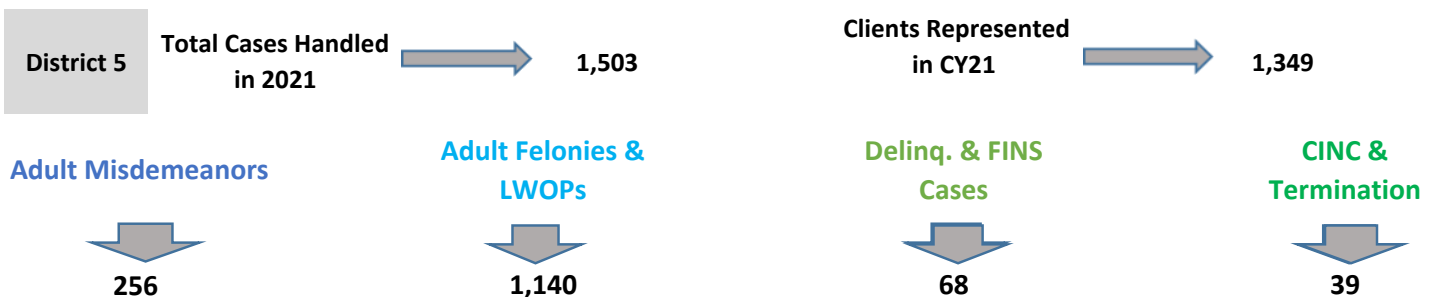 District 5
Total Cases Handled
in 2021
1,503
Clients Represented
in CY21
1,349
Adult Misdemeanors
256
Adult Felonies &
LWOPs
1,140
Delinq. & FINS
Cases
68
CINC &
Termination
39